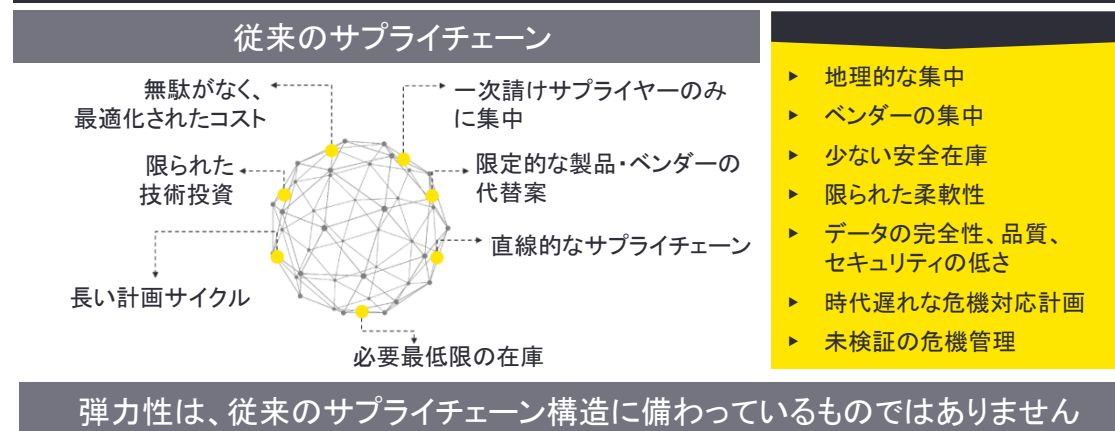 従来のサプライチェーン
無駄がなく、
最適化されたコスト
限られた
技術投資
長い計画サイクル
必要最低限の在庫
一次請けサプライヤーのみ
に集中
限定的な製品・ベンダーの
代替案
直線的なサプライチェーン
▶ 地理的な集中
▶ ベンダーの集中
▶ 少ない安全在庫
▶ 限られた柔軟性
▶ データの完全性、品質、
セキュリティの低さ
▶ 時代遅れな危機対応計画
▶ 未検証の危機管理
弾力性は、従来のサプライチェーン構造に備わっているものではありません